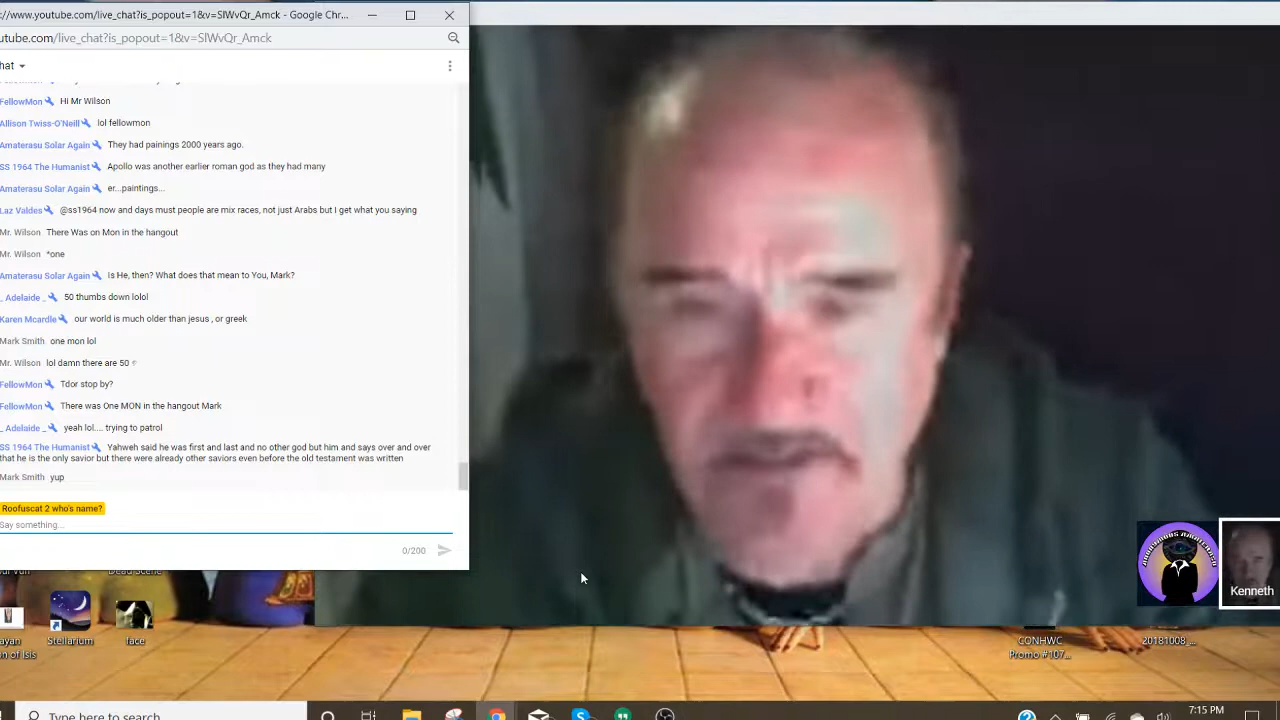 ://www.youtube.com/live_chat?is_popout=1&v=SlWvQr_Amck - Google Chr...
utube.com/live_chat?is_popout=1&v=SlWvQr_Amck
hat
FellowMon Hi Mr Wilson
Allison Twiss-O'Neill lol fellowmon
Amaterasu Solar Again They had painings 2000 years ago.
SS 1964 The Humanist Apollo was another earlier roman god as they had many
Amaterasu Solar Again er...paintings...
Laz Valdes @ss1964 now and days must people are mix races, not just Arabs but I get what you saying
Mr. Wilson There Was on Mon in the hangout
Mr. Wilson *one
Amaterasu Solar Again Is He, then? What does that mean to You, Mark?
_ Adelaide _ 50 thumbs down lolol
Karen Mcardle our world is much older than jesus , or greek
Mark Smith one mon lol
Mr. Wilson lol damn there are 50
FellowMon Tdor stop by?
FellowMon There was One MON in the hangout Mark
_ Adelaide _ yeah lol.... trying to patrol
SS 1964 The Humanist Yahweh said he was first and last and no other god but him and says over and over
that he is the only savior but there were already other saviors even before the old testament was written
Mark Smith yup
Roofuscat 2 who's name?
Say something...
0/200
Kenneth
Dead Scene
ayan
on of Isis
Stellarium
face
CONHWC
Promo #107...
20181008_...
Type here to search
7:15 PM